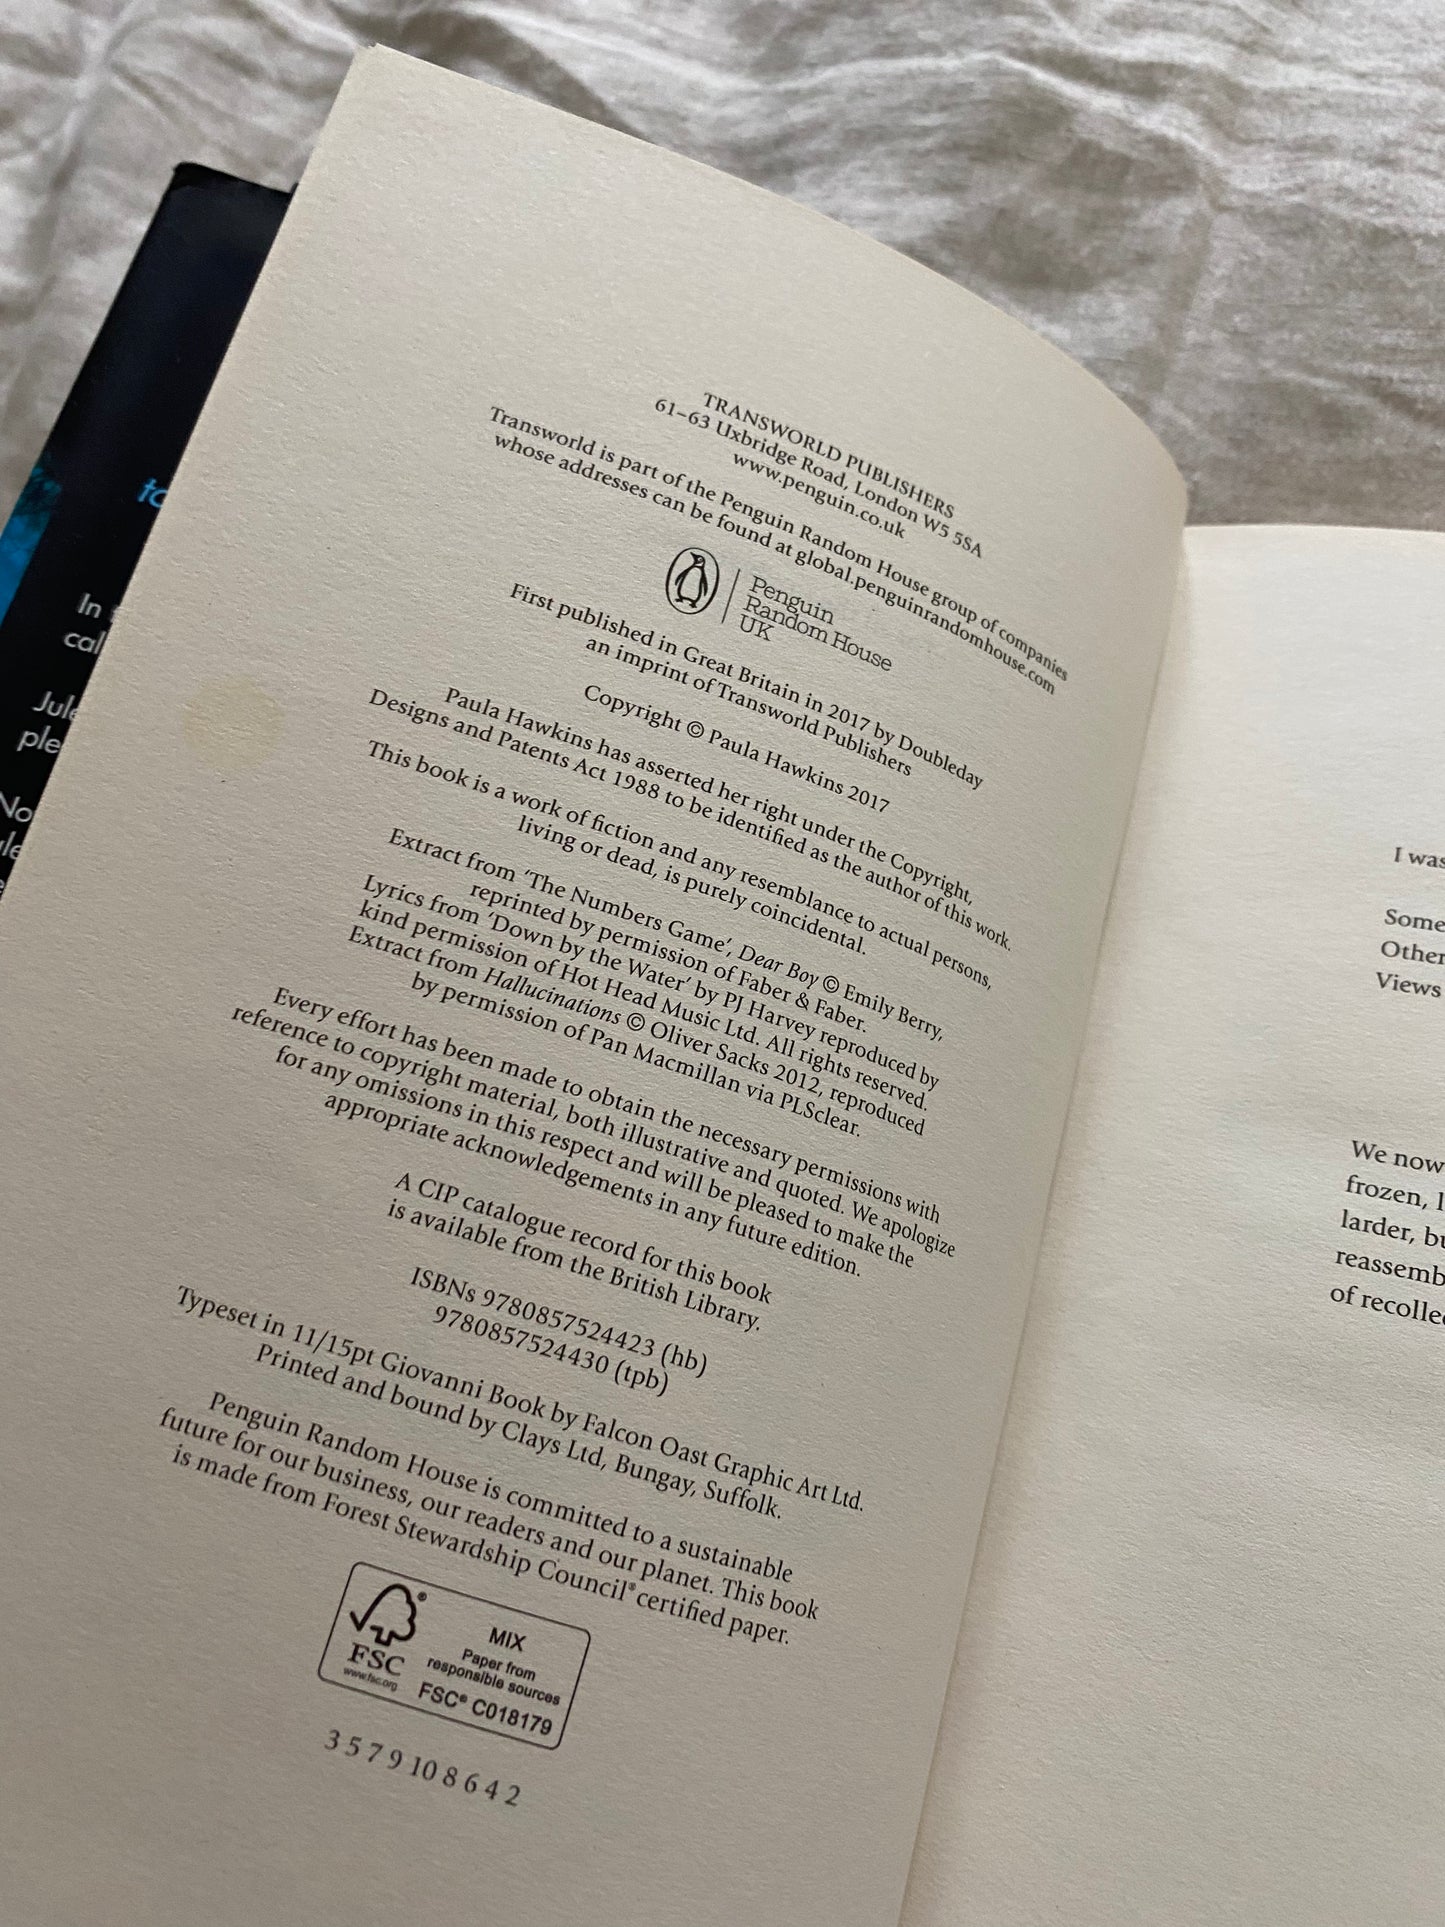 TRANSWORLD PUBLISHERS
61–63 Uxbridge Road, London W5 5SA
www.penguin.co.uk
Transworld is part of the Penguin Random House group of companies
whose addresses can be found at global.penguinrandomhouse.com
Penguin
Random House
UK
First published in Great Britain in 2017 by Doubleday
an imprint of Transworld Publishers
Copyright © Paula Hawkins 2017
Paula Hawkins has asserted her right under the Copyright,
Designs and Patents Act 1988 to be identified as the author of this work.
This book is a work of fiction and any resemblance to actual persons,
living or dead, is purely coincidental.
Extract from ‘The Numbers Game’, Dear Boy © Emily Berry,
reprinted by permission of Faber & Faber.
Lyrics from ‘Down by the Water’ by PJ Harvey reproduced by
kind permission of Hot Head Music Ltd. All rights reserved.
Extract from Hallucinations © Oliver Sacks 2012, reproduced
by permission of Pan Macmillan via PLSclear.
Every effort has been made to obtain the necessary permissions with
reference to copyright material, both illustrative and quoted. We apologize
for any omissions in this respect and will be pleased to make the
appropriate acknowledgements in any future edition.
A CIP catalogue record for this book
is available from the British Library.
ISBNs 9780857524423 (hb)
9780857524430 (tpb)
Typeset in 11/15pt Giovanni Book by Falcon Oast Graphic Art Ltd.
Printed and bound by Clays Ltd, Bungay, Suffolk.
Penguin Random House is committed to a sustainable
future for our business, our readers and our planet. This book
is made from Forest Stewardship Council® certified paper.
®
FSC
www.fsc.org
MIX
Paper from
responsible sources
FSC® C018179
3 5 7 9 10 8 6 4 2
In
cal
Jule
ple
No
I was
Some
Other
Views
We now
frozen, l
larder, bu
reassemb
of recolle